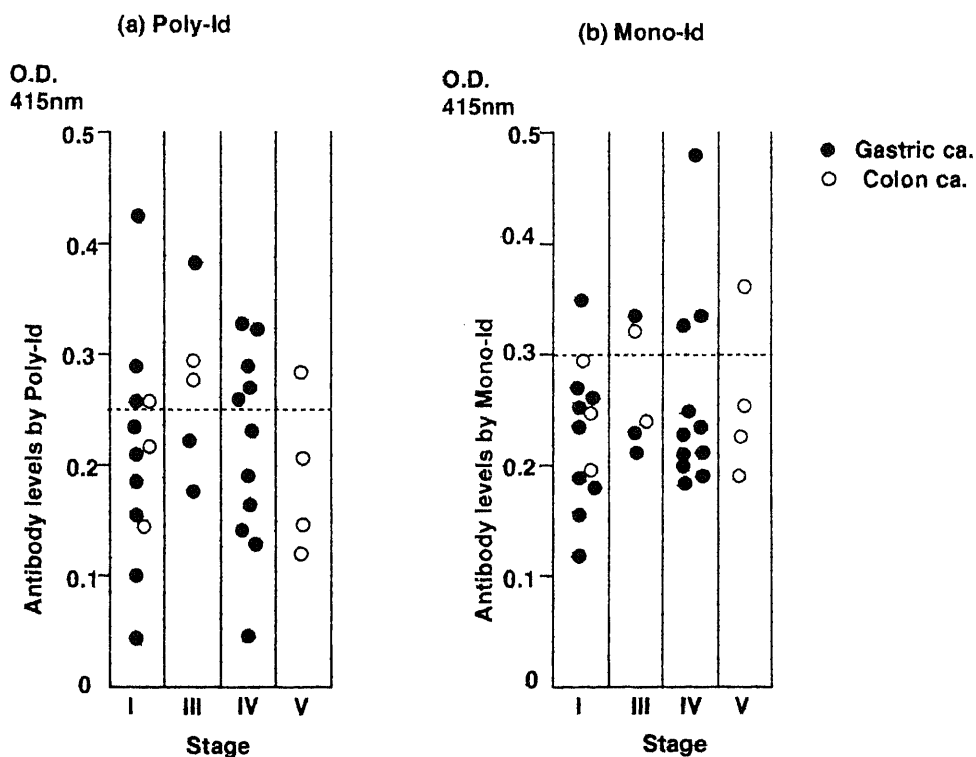 (a) Poly-Id
(b) Mono-Id
O.D.
415nm
O.D.
415nm
0.5
0.4
0.3
0.2
0.1
0
Antibody levels by Poly-Id
I III IV V
Stage
0.5
0.4
0.3
0.2
0.1
0
Antibody levels by Mono-Id
I III IV V
Stage
Gastric ca.
Colon ca.